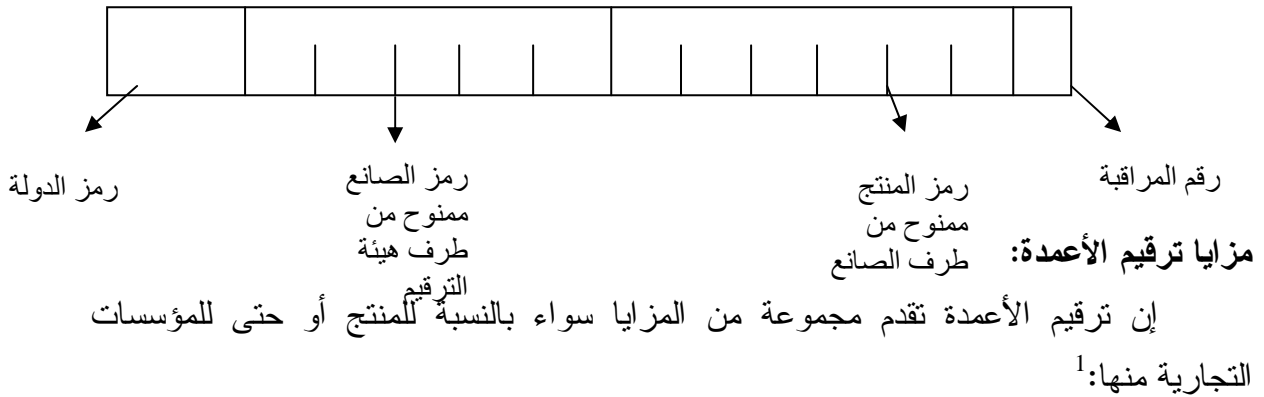 رمز الدولة
رمز الصانع
ممنوح من
طرف هيئة
الترقيم
رمز المنتج
ممنوح من
طرف الصانع
رقم المراقبة
مزايا ترقيم الأعمدة:
إن ترقيم الأعمدة تقدم مجموعة من المزايا سواء بالنسبة للمنتج أو حتى للمؤسسات
التجارية منها:1